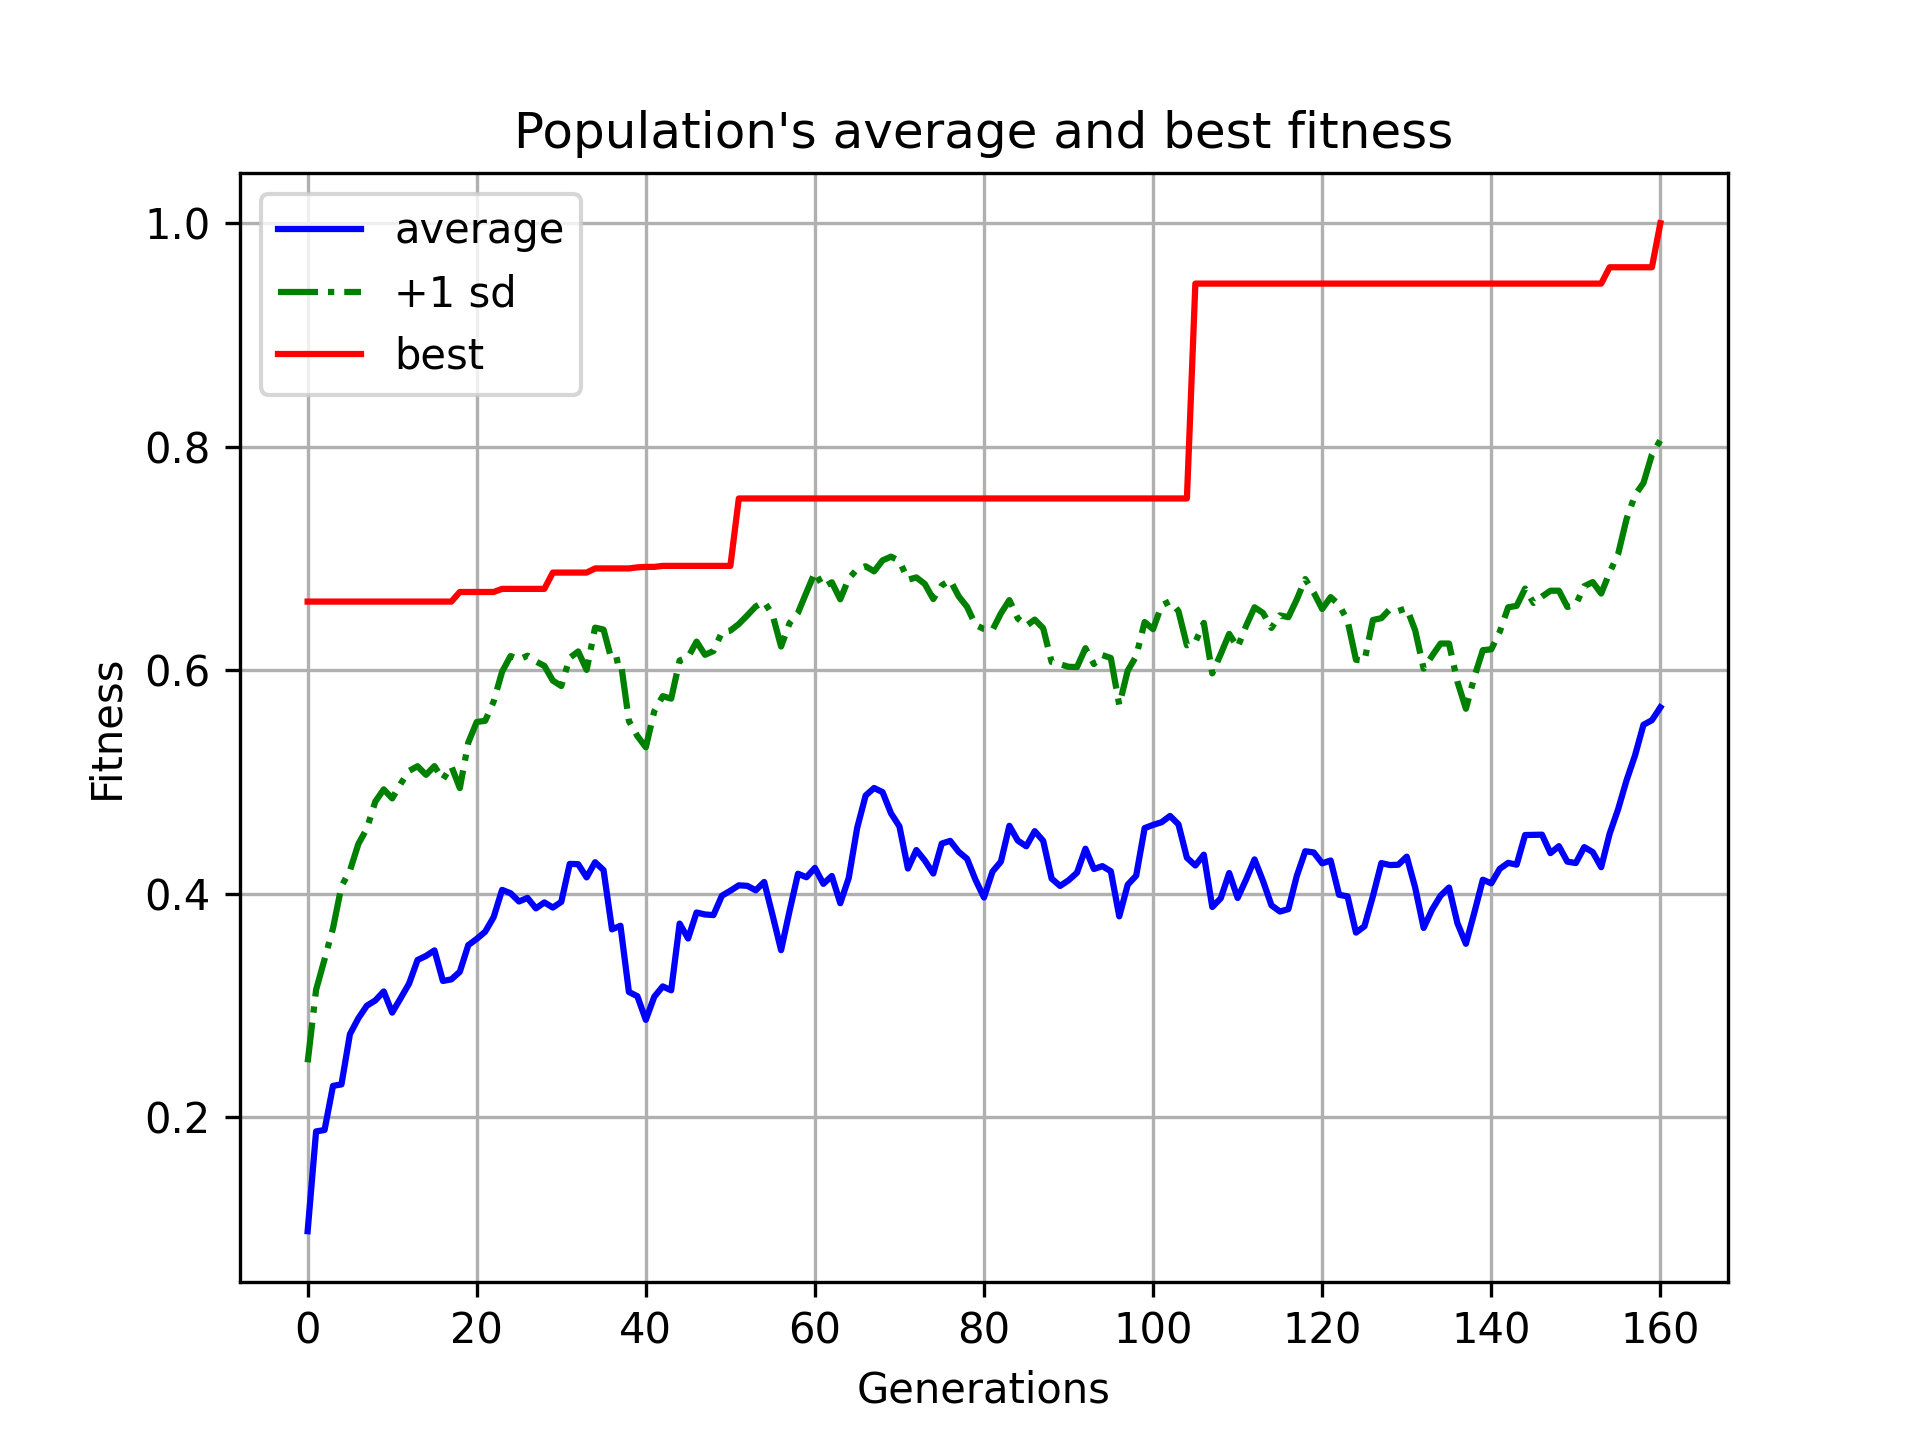 Population's average and best fitness
average
+1 sd
best
1.0
0.8
0.6
0.4
0.2
Fitness
0 20 40 60 80 100 120 140 160
Generations